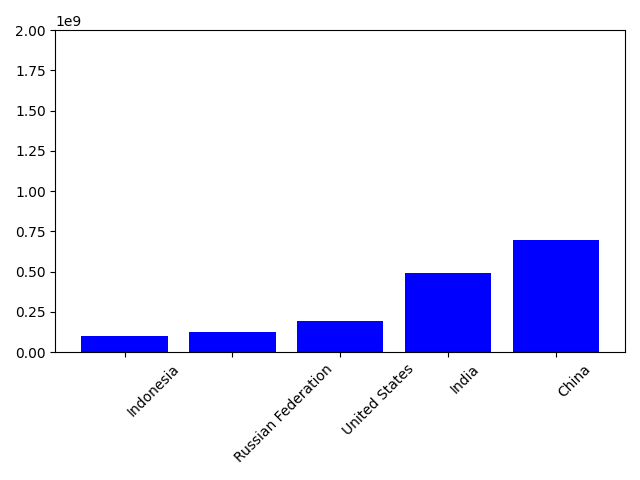 1e9
2.00
1.75
1.50
1.25
1.00
0.75
0.50
0.25
0.00
Indonesia
Russian Federation
United States
India
China